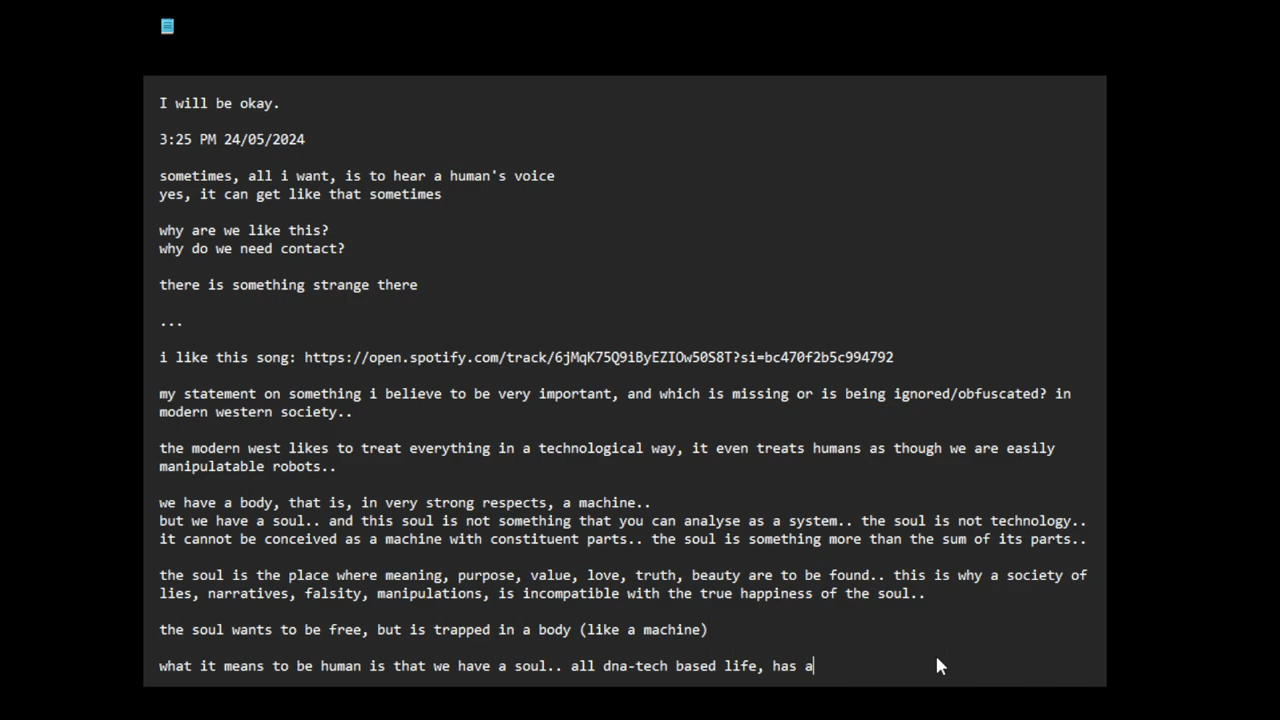 I will be okay.
3:25 PM 24/05/2024
sometimes, all i want, is to hear a human's voice
yes, it can get like that sometimes
why are we like this?
why do we need contact?
there is something strange there
...
i like this song: https://open.spotify.com/track/6jMqK75Q9iByEZIOw50S8T?si=bc470f2b5c994792
my statement on something i believe to be very important, and which is missing or is being ignored/obfuscated? in
modern western society..
the modern west likes to treat everything in a technological way, it even treats humans as though we are easily
manipulatable robots..
we have a body, that is, in very strong respects, a machine..
but we have a soul.. and this soul is not something that you can analyse as a system.. the soul is not technology..
it cannot be conceived as a machine with constituent parts.. the soul is something more than the sum of its parts..
the soul is the place where meaning, purpose, value, love, truth, beauty are to be found.. this is why a society of
lies, narratives, falsity, manipulations, is incompatible with the true happiness of the soul..
the soul wants to be free, but is trapped in a body (like a machine)
what it means to be human is that we have a soul.. all dna-tech based life, has a